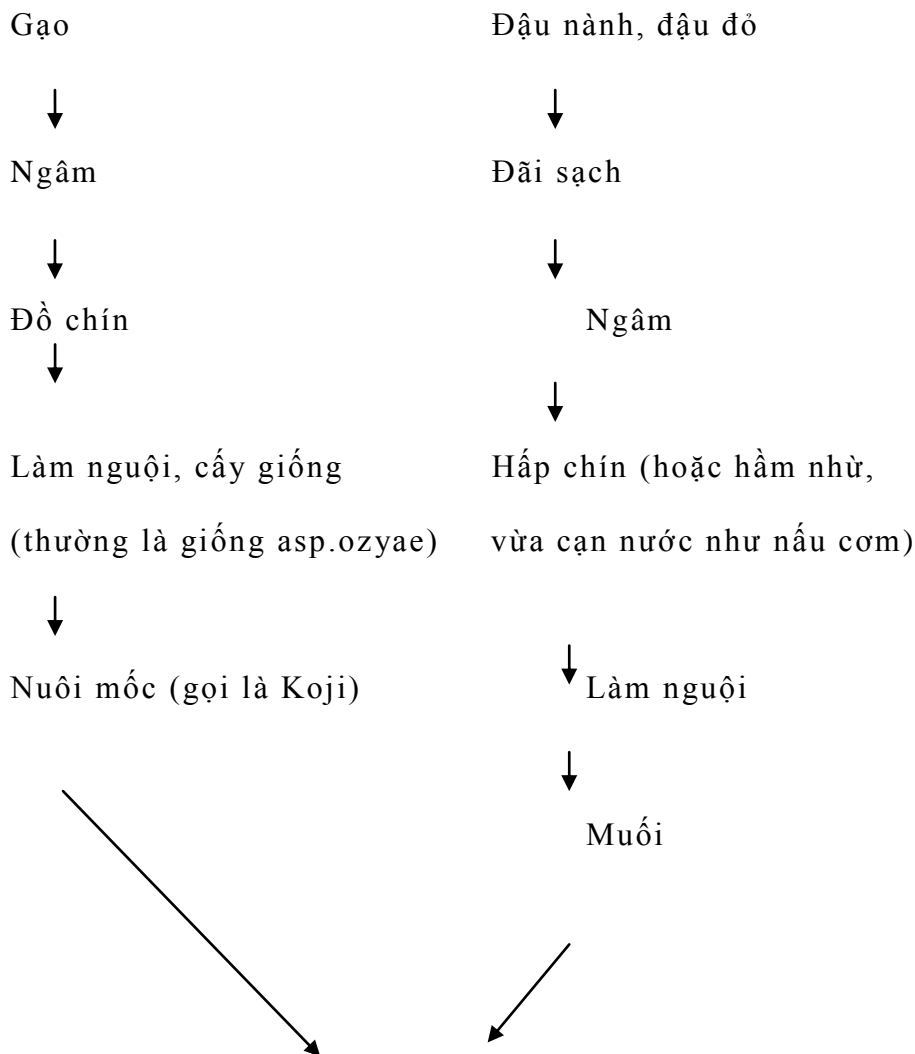 Gạo
Đậu nành, đậu đỏ
Ngâm
Đãi sạch
Đồ chín
Ngâm
Làm nguội, cấy giống
(thường là giống asp.ozyae)
Hấp chín (hoặc hầm nhừ,
vừa cạn nước như nấu cơm)
Nuôi mốc (gọi là Koji)
Làm nguội
Muối